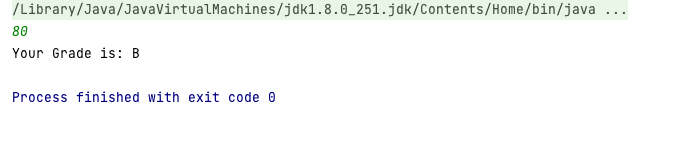 /Library/Java/JavaVirtualMachines/jdk1.8.0_251.jdk/Contents/Home/bin/java ...
80
Your Grade is: B
Process finished with exit code 0